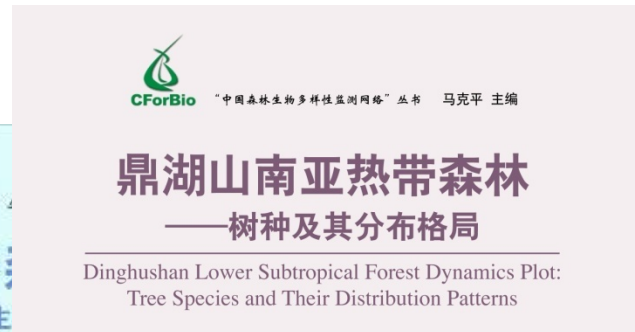 CForBio
“中国森林生物多样性监测网络”丛书 马克平 主编
鼎湖山南亚热带森林
——树种及其分布格局
Dinghushan Lower Subtropical Forest Dynamics Plot:
Tree Species and Their Distribution Patterns